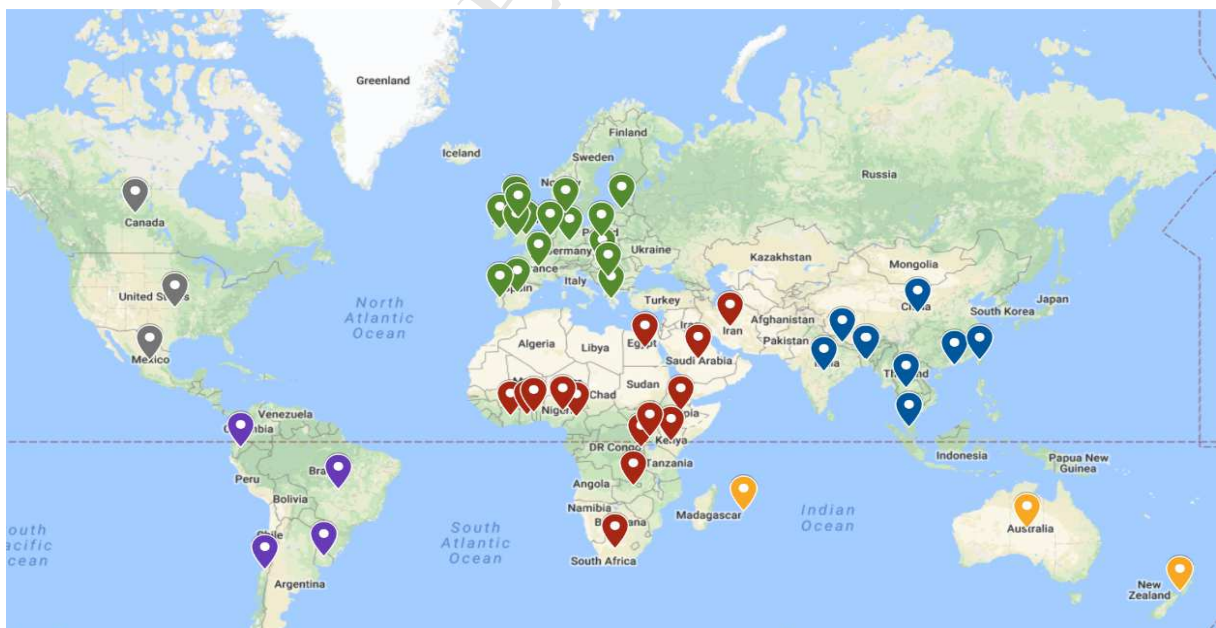 Greenland
Iceland
Finland
Sweden
Russia
Canada
Ukraine
Kazakhstan
Mongolia
Italy
United States
North
Atlantic
Ocean
Turkey
Japan
South Korea
Afghanistan
Iran
Pakistan
Algeria
Libya
Egypt
Saudi Arabia
Mexico
Chad
Sudan
Venezuela
DR Congo
Kenya
Tanzania
Indonesia
Papua New
Guinea
Peru
Angola
Bolivia
Namibia
Madagascar
Indian
Ocean
South
Atlantic
Ocean
Australia
South Africa
Argentina
New
Zealand